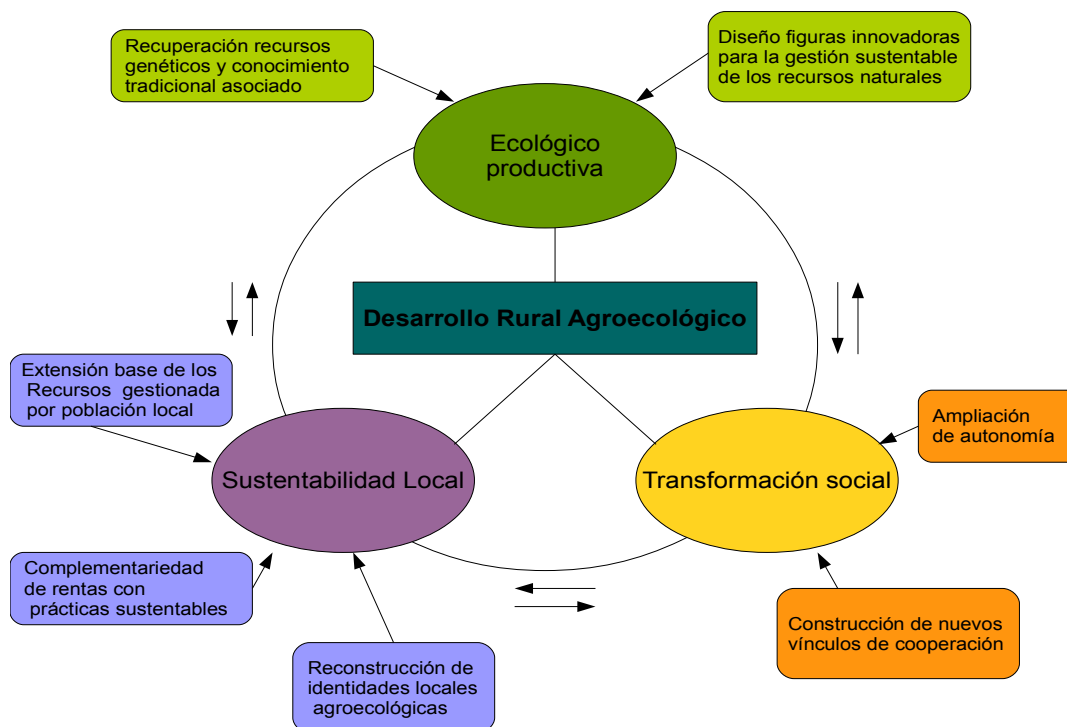 Recuperación recursos
genéticos y conocimiento
tradicional asociado
Diseño figuras innovadoras
para la gestión sustentable
de los recursos naturales
Ecológico
productiva
Desarrollo Rural Agroecológico
Extensión base de los
Recursos gestionada
por población local
Ampliación
de autonomía
Sustentabilidad Local
Transformación social
Complementariedad
de rentas con
prácticas sustentables
Reconstrucción de
identidades locales
agroecológicas
Construcción de nuevos
vínculos de cooperación